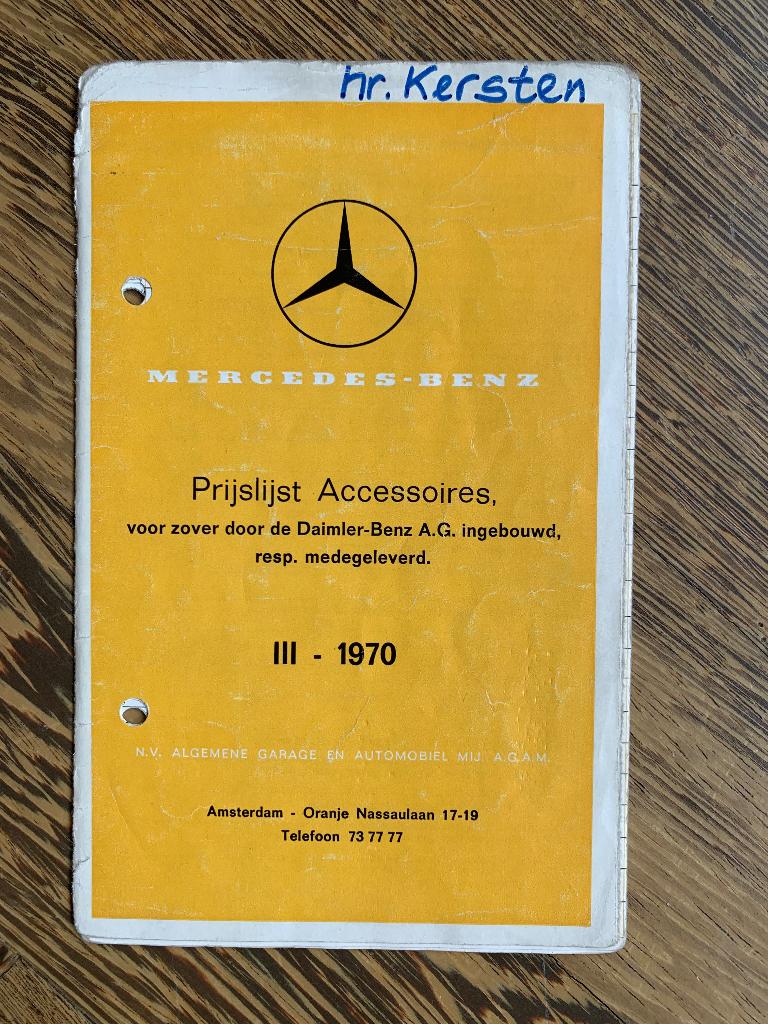 hr. Kersten
MERCEDES-BENZ
Prijslijst Accessoires,
voor zover door de Daimler-Benz A.G. ingebouwd,
resp. medegeleverd.
III - 1970
N.V. ALGEMENE GARAGE EN AUTOMOBIEL MIJ. A.G.A.M.
Amsterdam - Oranje Nassaulaan 17-19
Telefoon 73 77 77